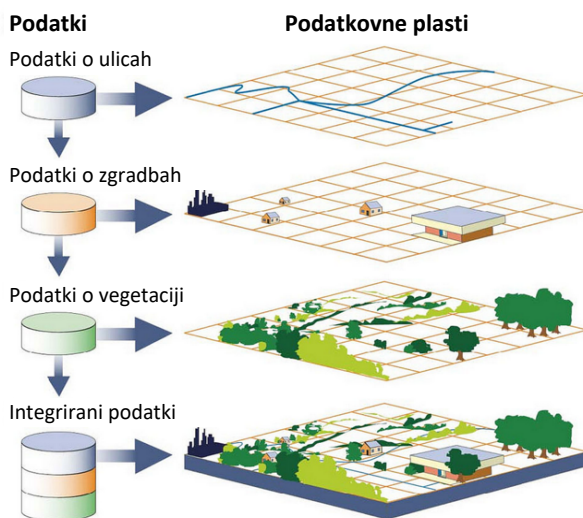 Podatki
Podatkovne plasti
Podatki o ulicah
Podatki o zgradbah
Podatki o vegetaciji
Integrirani podatki